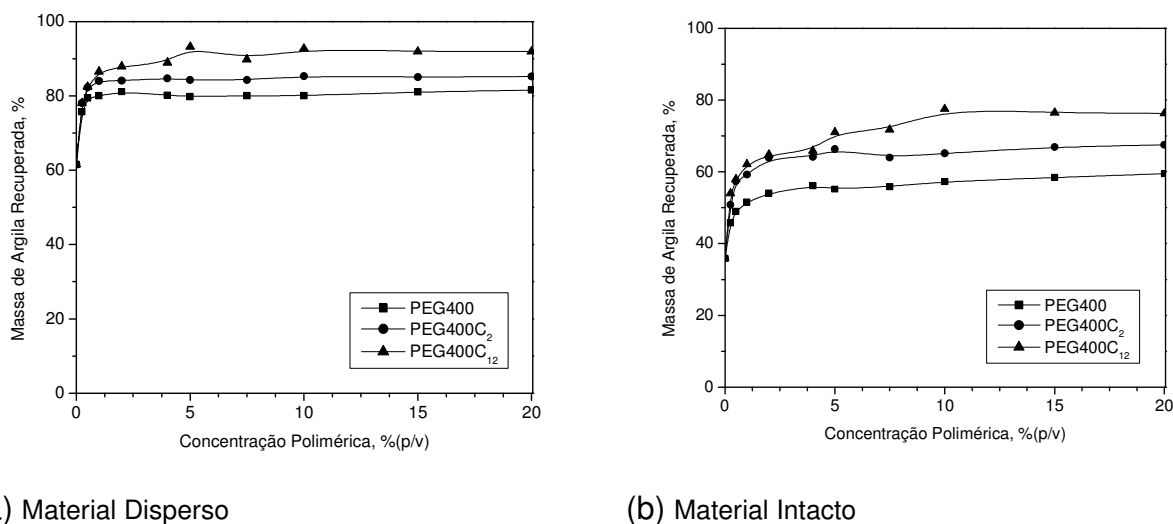 100
80
60
40
20
0
Massa de Argila Recuperada, %
PEG400
PEG400C₂
PEG400C₁₂
0 5 10 15 20
Concentração Polimérica, %(p/v)
) Material Disperso
100
80
60
40
20
0
Massa de Argila Recuperada, %
PEG400
PEG400C₂
PEG400C₁₂
0 5 10 15 20
Concentração Polimérica, %(p/v)
(b) Material Intacto